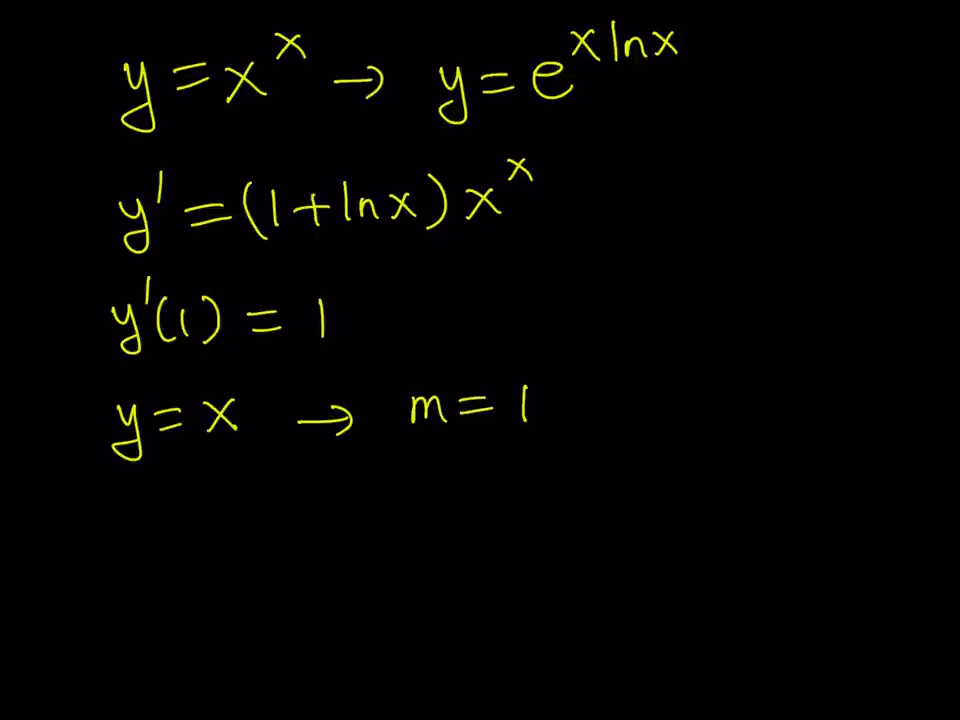 y = x^x → y = e^{x ln x}
y' = (1 + ln x) x^x
y'(1) = 1
y = x → m = 1